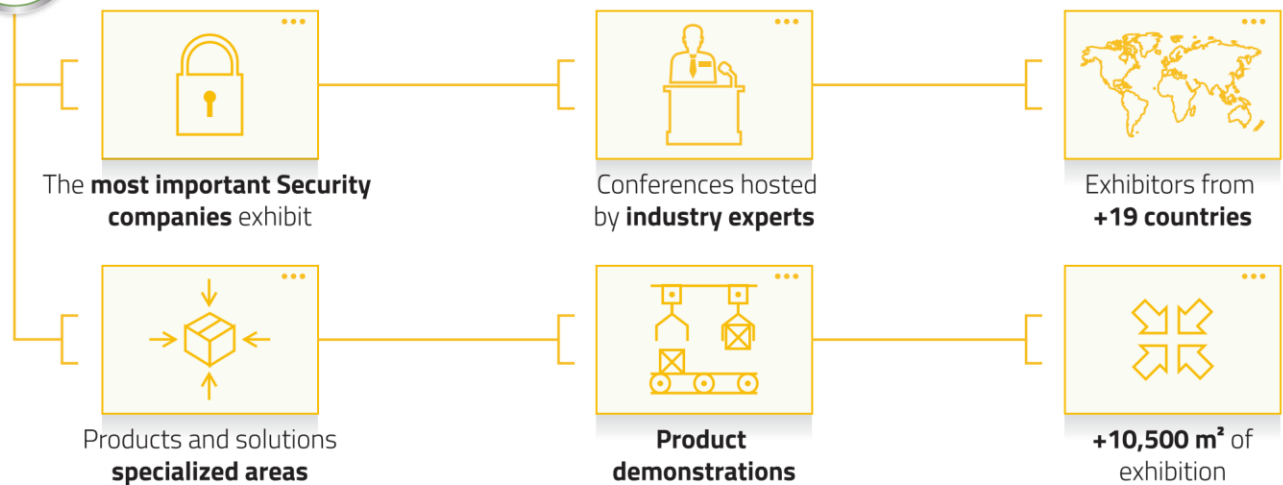 The most important Security
companies exhibit
Conferences hosted
by industry experts
Exhibitors from
+19 countries
Products and solutions
specialized areas
Product
demonstrations
+10,500 m² of
exhibition